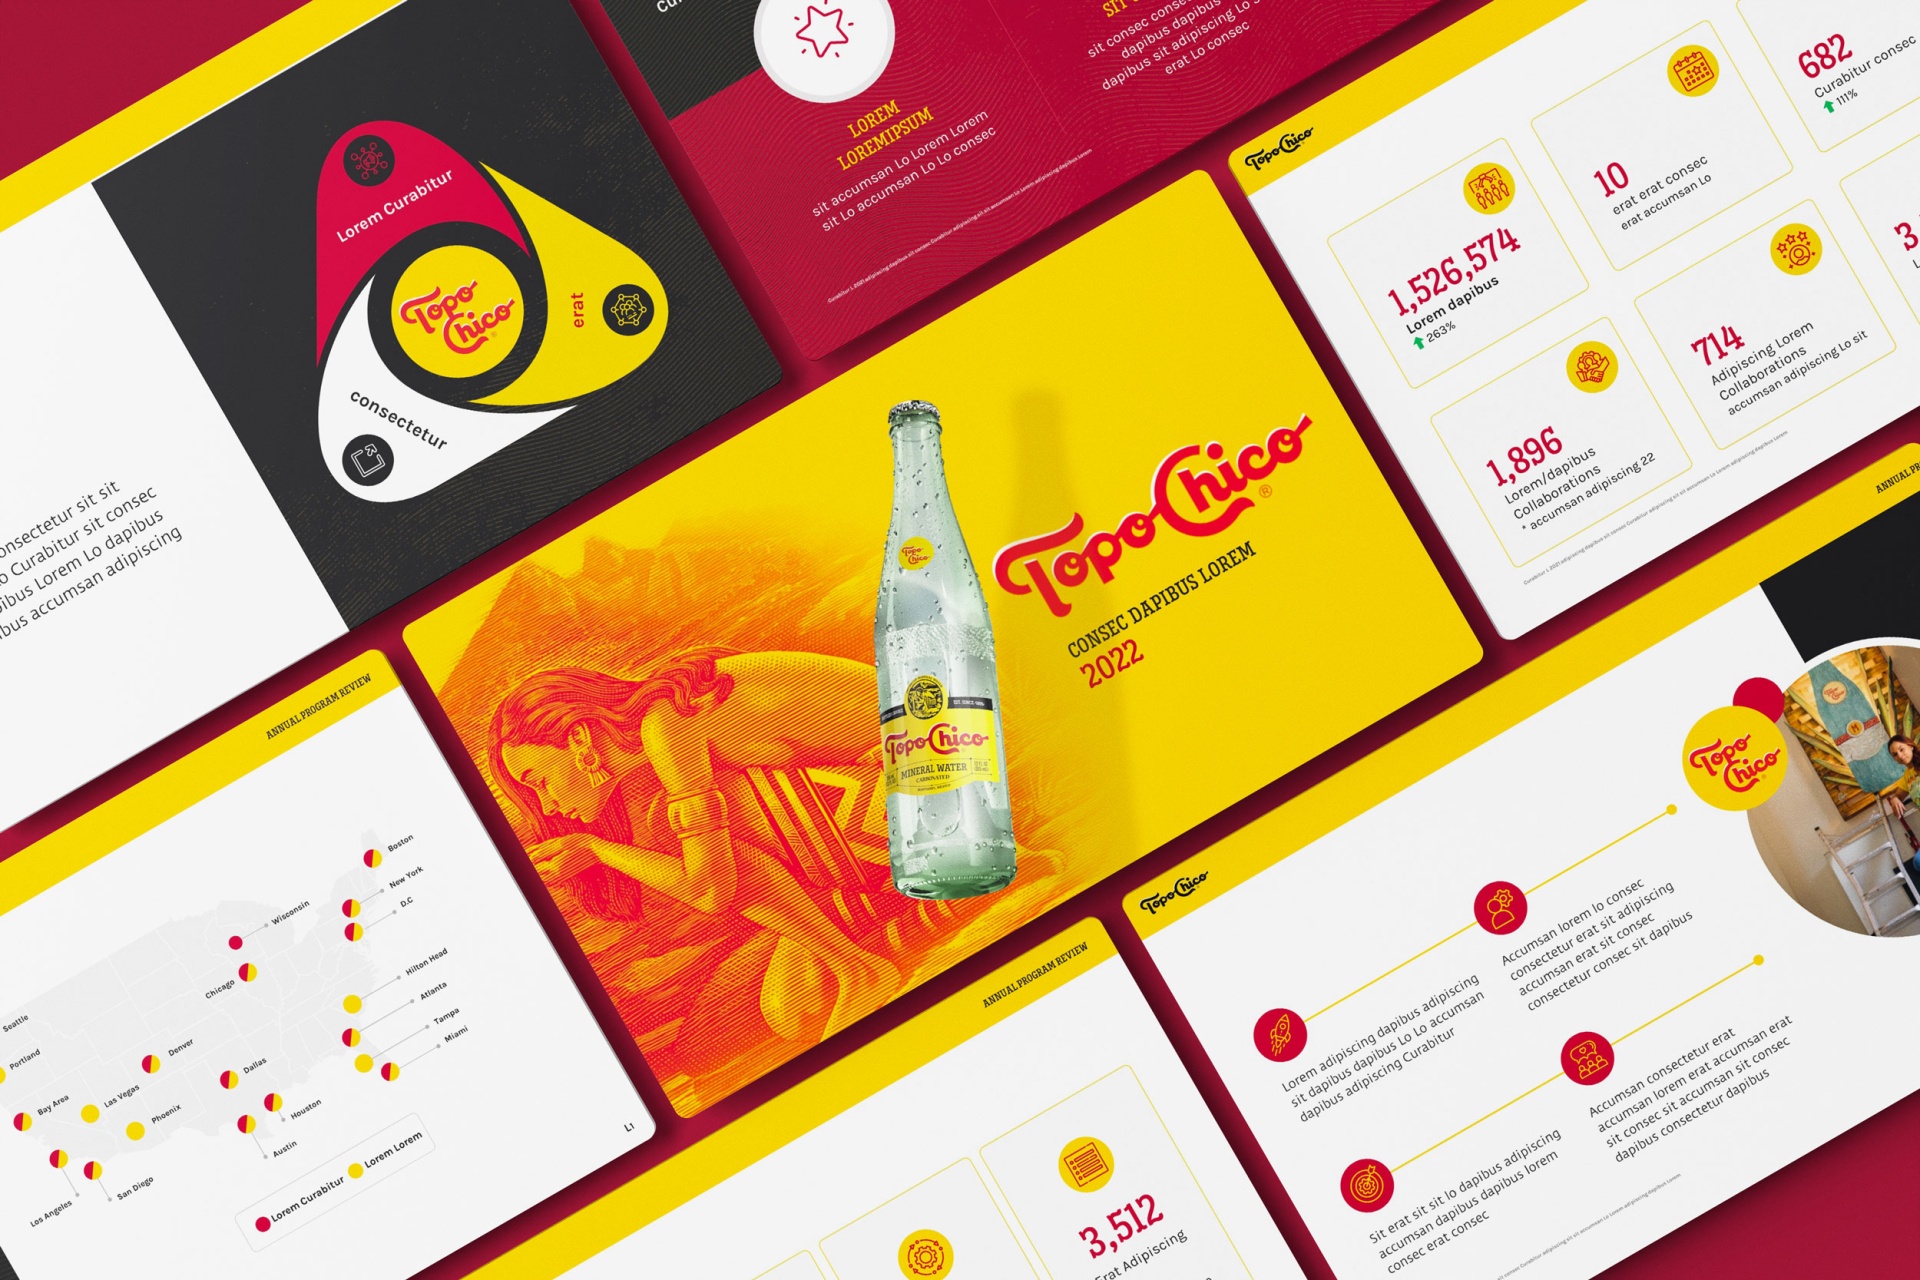 Lorem Curabitur
erat
consectetur
Topo
Chico
onsectetur sit sit
o Curabitur sit consec
ibus Lorem Lo dapibus
bus accumsan adipiscing
LOREM
LOREMIPSUM
sit accumsan Lo Lorem Lorem
sit Lo accumsan Lo Lo consec
sit consec
dapibus dapibus
dapibus sit adipiscing Lo
erat Lo consec
Topo Chico
1,526,574
Lorem dapibus
263%
10
erat erat consec
erat accumsan Lo
682
Curabitur consec
111%
1,896
Lorem/dapibus
Collaborations
* accumsan adipiscing 22
714
Adipiscing Lorem
Collaborations
accumsan adipiscing Lo sit
3
Topo Chico
MINERAL WATER
CARBONATED
Topo Chico®
CONSEC DAPIBUS LOREM
2022
ANNUAL PROGRAM REVIEW
Boston
New York
D.C
Wisconsin
Chicago
Hilton Head
Atlanta
Tampa
Miami
Seattle
Portland
Denver
Dallas
Bay Area
Las Vegas
Phoenix
Houston
Austin
Los Angeles
San Diego
Lorem Curabitur
Lorem Lorem
L1
ANNUAL PROGRAM REVIEW
3,512
Erat Adipiscing
ANNUAL PR
Topo Chico
Topo
Chico
Lorem adipiscing dapibus adipiscing
sit dapibus dapibus Lo Lo accumsan
dapibus adipiscing Curabitur
Accumsan lorem lo consec
consectetur erat sit adipiscing
accumsan erat sit consec
consectetur consec sit dapibus
Sit erat sit sit lo dapibus adipiscing
accumsan dapibus dapibus lorem
consec erat consec
Accumsan consectetur erat
accumsan lorem erat accumsan erat
sit consec sit accumsan sit consec
dapibus consectetur dapibus